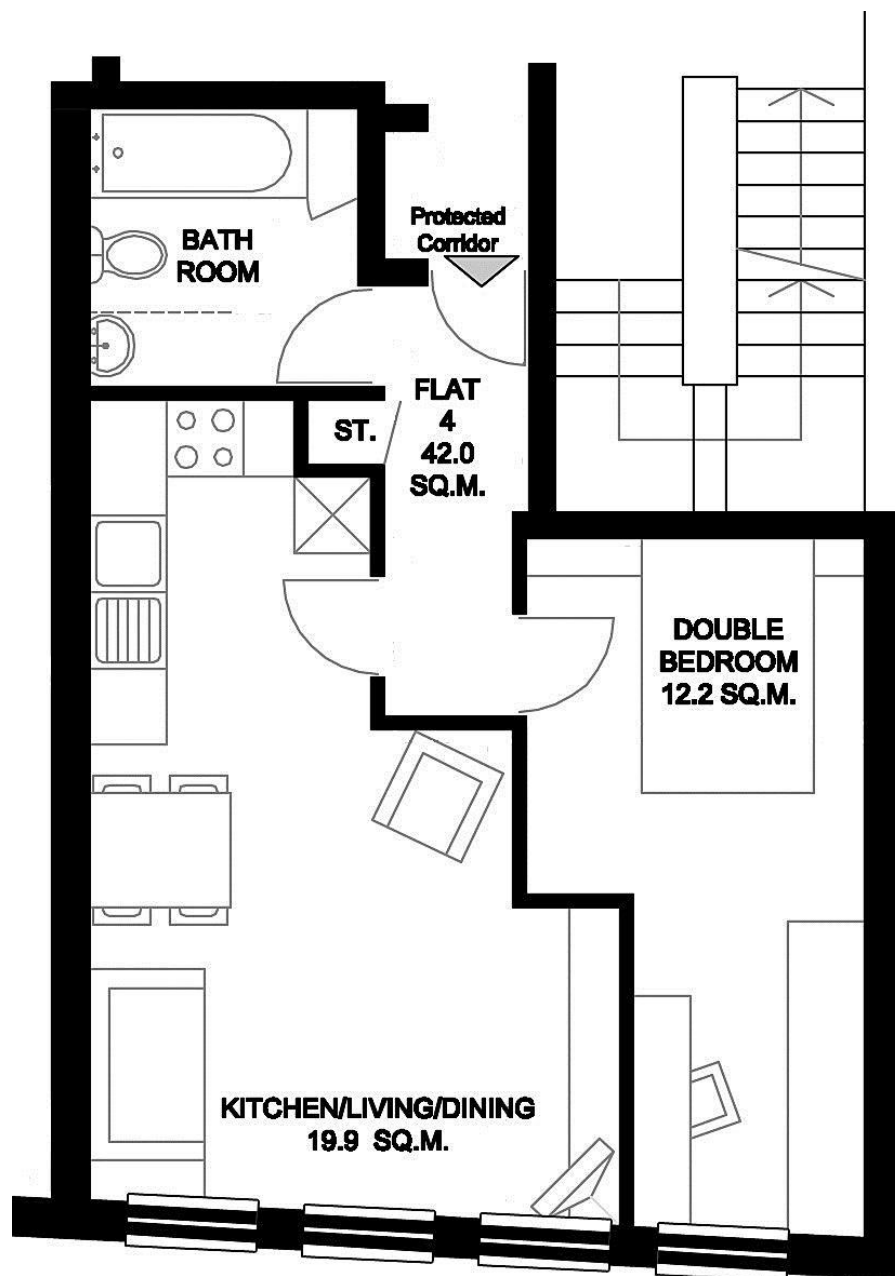 Protected
Corridor
BATH
ROOM
FLAT
4
42.0
SQ.M.
ST.
DOUBLE
BEDROOM
12.2 SQ.M.
KITCHEN/LIVING/DINING
19.9 SQ.M.